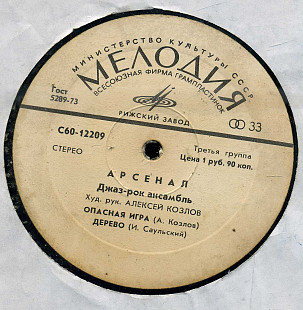 МИНИСТЕРСТВО КУЛЬТУРЫ СССР
МЕЛОДИЯ
ВСЕСОЮЗНАЯ ФИРМА ГРАМПЛАСТИНОК
Гост
5289-73
РИЖСКИЙ ЗАВОД
33
С60-12209
СТЕРЕО
Третья группа
Цена 1 руб. 90 коп.
АРСЕНАЛ
Джаз-рок ансамбль
Худ. рук. АЛЕКСЕЙ КОЗЛОВ
ОПАСНАЯ ИГРА (А. Козлов)
ДЕРЕВО (И. Саульский)